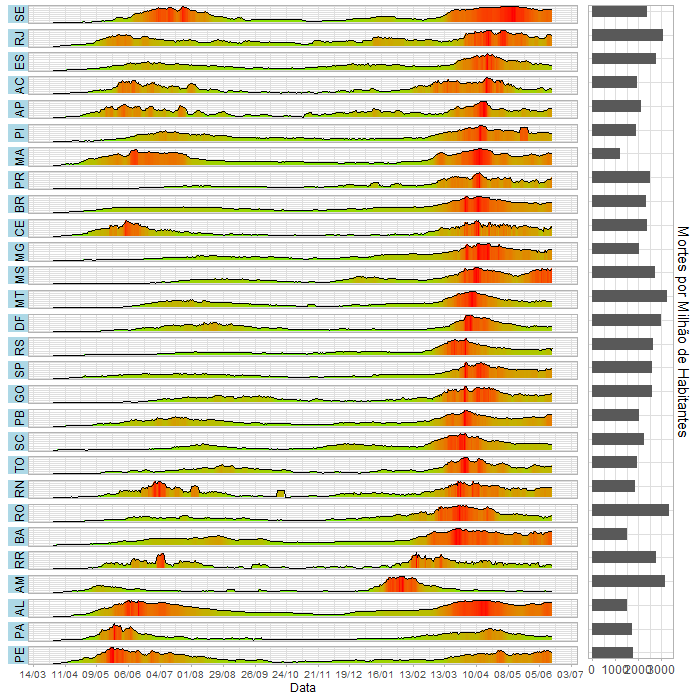 SE
RJ
ES
AC
AP
PI
MA
PR
BR
CE
MG
MS
MT
DF
RS
SP
GO
PB
SC
TO
RN
RO
BA
RR
AM
AL
PA
PE
14/03 11/04 09/05 06/06 04/07 01/08 29/08 26/09 24/10 21/11 19/12 16/01 13/02 13/03 10/04 08/05 05/06 03/07
Data
0 1000 2000 3000
Mortes por Milhão de Habitantes